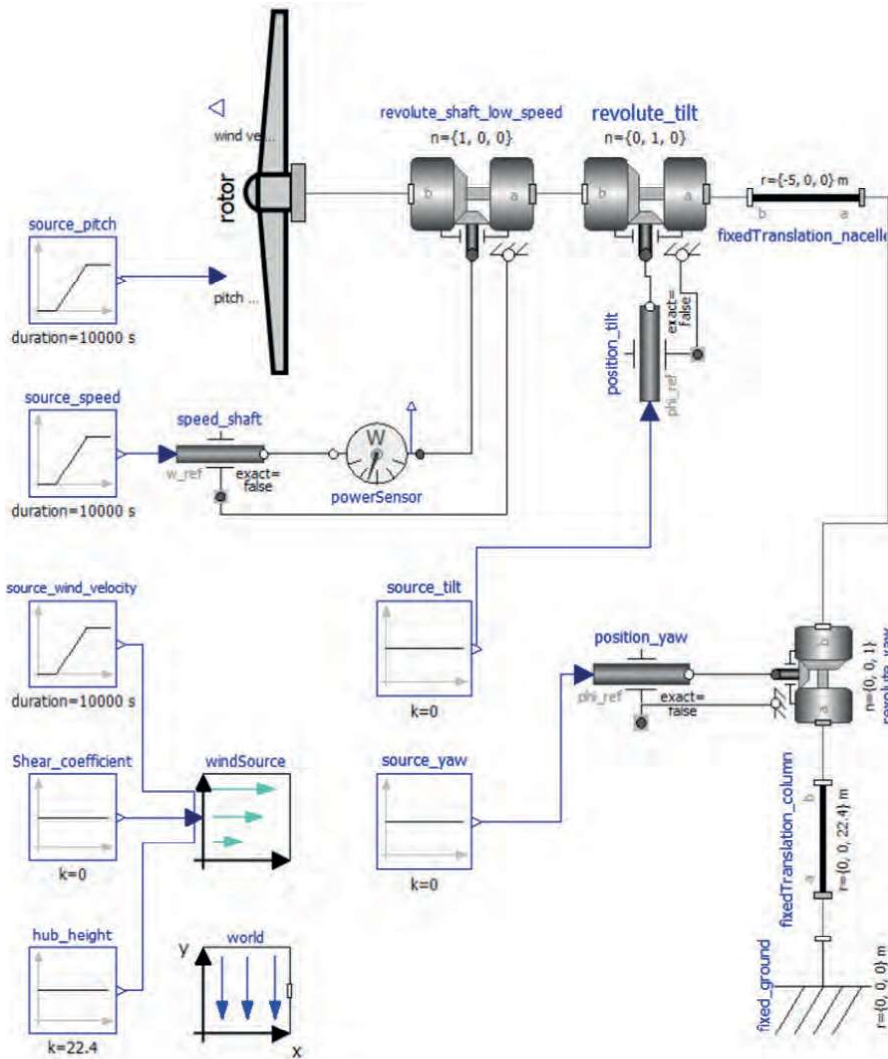 revolute_shaft_low_speed
n={1, 0, 0}
revolute_tilt
n={0, 1, 0}
wind ve ...
rotor
b
a
b
a
r={-5, 0, 0} m
b
a
fixedTranslation_nacelle
source_pitch
duration=10000 s
pitch ...
exact=
false
position_tilt
phi_ref
source_speed
duration=10000 s
speed_shaft
w_ref
exact=
false
W
powerSensor
source_wind_velocity
duration=10000 s
source_tilt
k=0
position_yaw
phi_ref
exact=
false
b
a
n={0, 0, 1}
revolute_yaw
Shear_coefficient
k=0
windSource
source_yaw
k=0
fixedTranslation_column
b
a
r={0, 0, 22.4} m
hub_height
k=22.4
world
y
x
fixed_ground
r={0, 0, 0} m